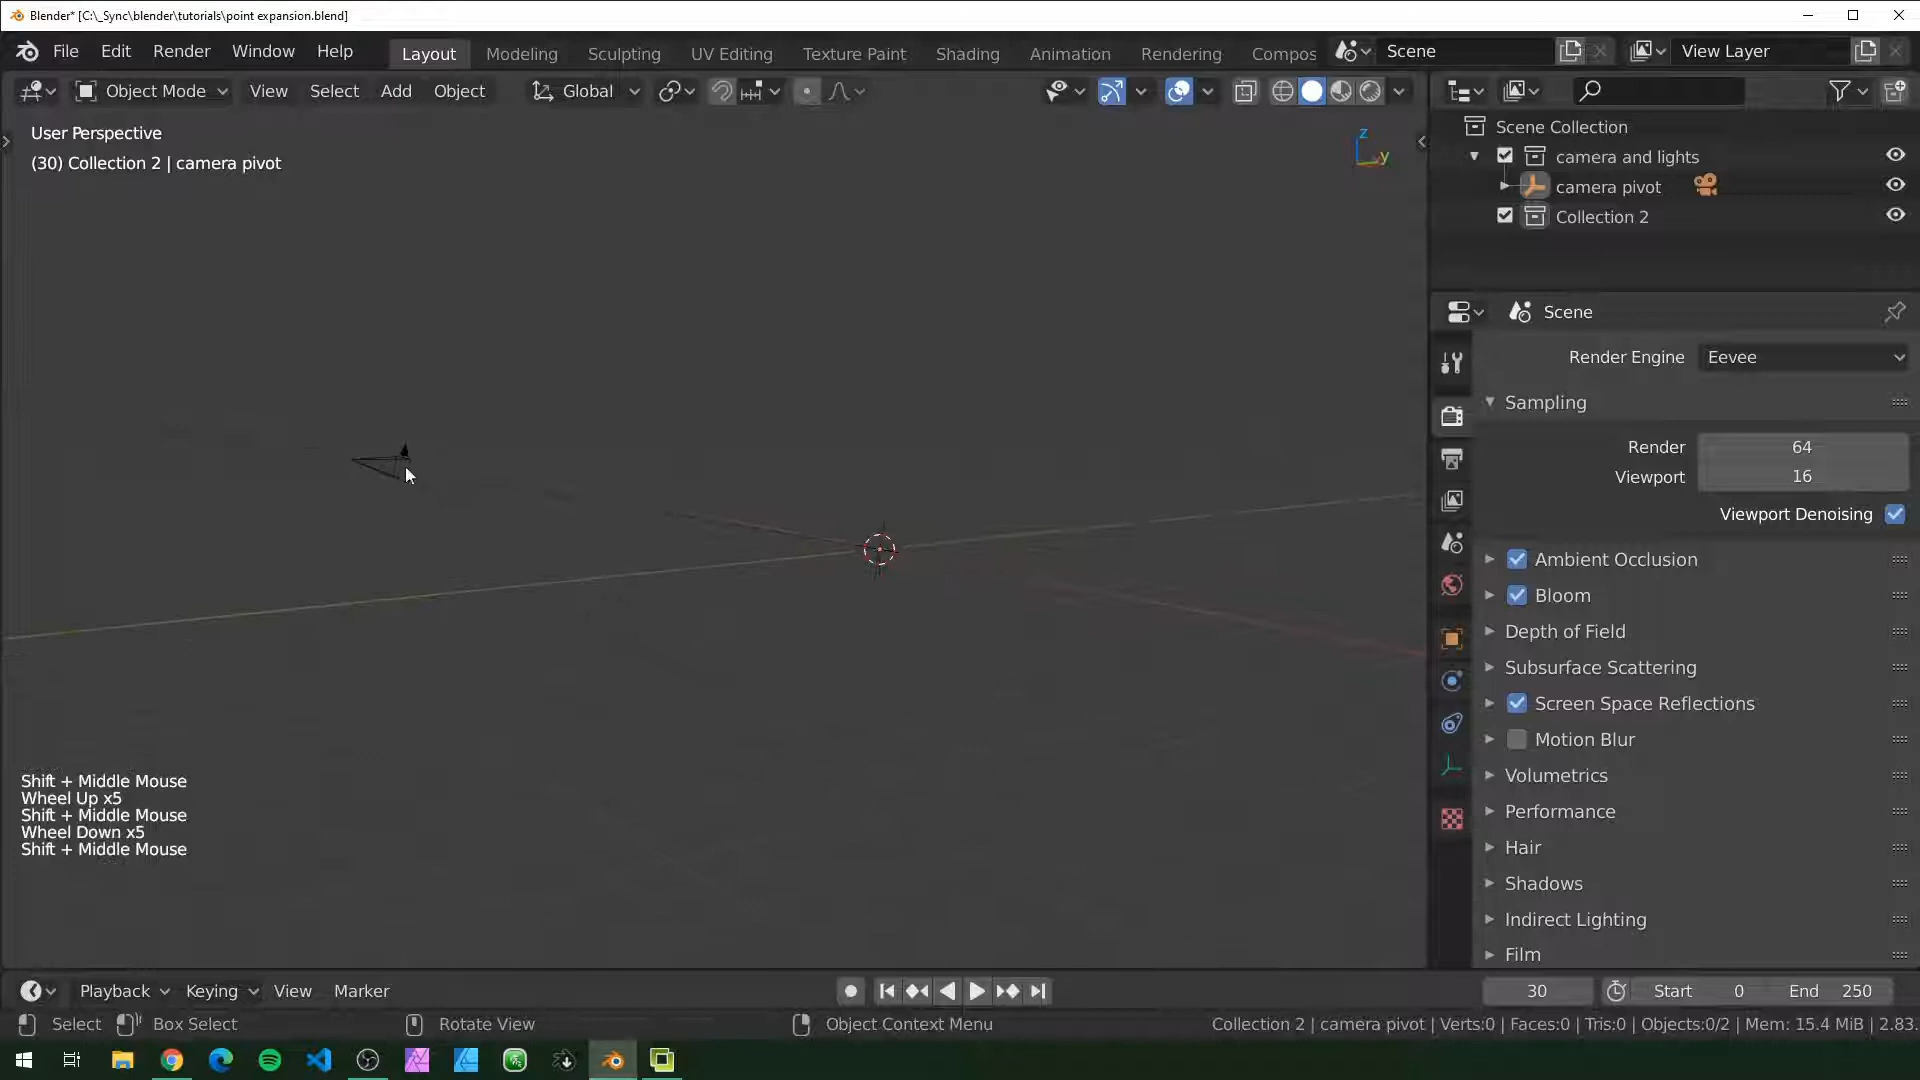 Blender* [C:\_Sync\blender\tutorials\point expansion.blend]
File Edit Render Window Help Layout Modeling Sculpting UV Editing Texture Paint Shading Animation Rendering Compos Scene View Layer
Object Mode View Select Add Object Global
User Perspective
(30) Collection 2 | camera pivot
z
y
Scene Collection
camera and lights
camera pivot
Collection 2
Scene
Render Engine Eevee
Sampling
Render 64
Viewport 16
Viewport Denoising
Ambient Occlusion
Bloom
Depth of Field
Subsurface Scattering
Screen Space Reflections
Motion Blur
Volumetrics
Performance
Hair
Shadows
Indirect Lighting
Film
Shift + Middle Mouse
Wheel Up x5
Shift + Middle Mouse
Wheel Down x5
Shift + Middle Mouse
Playback Keying View Marker 30 Start 0 End 250
Select Box Select Rotate View Object Context Menu Collection 2 | camera pivot | Verts:0 | Faces:0 | Tris:0 | Objects:0/2 | Mem: 15.4 MiB | 2.83.